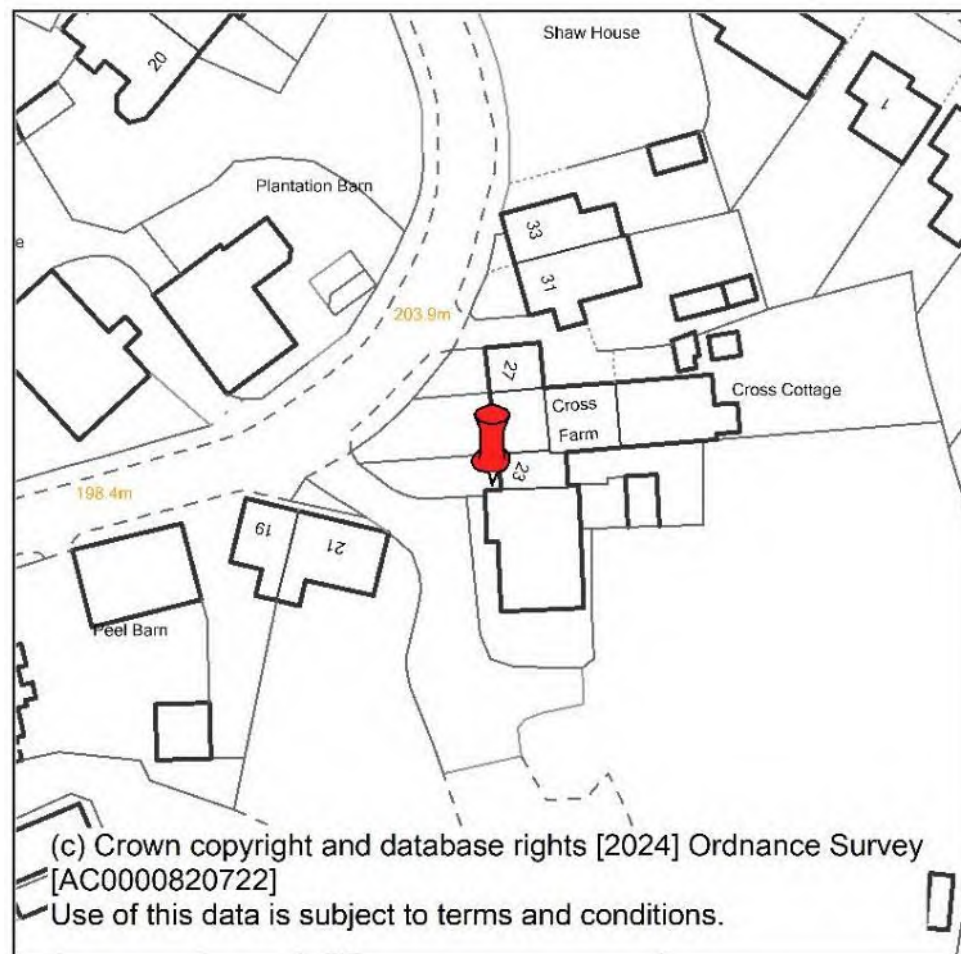 Shaw House
20
1
Plantation Barn
33
31
203.9m
27
Cross
Farm
Cross Cottage
23
198.4m
19
21
Peel Barn
(c) Crown copyright and database rights [2024] Ordnance Survey
[AC0000820722]
Use of this data is subject to terms and conditions.